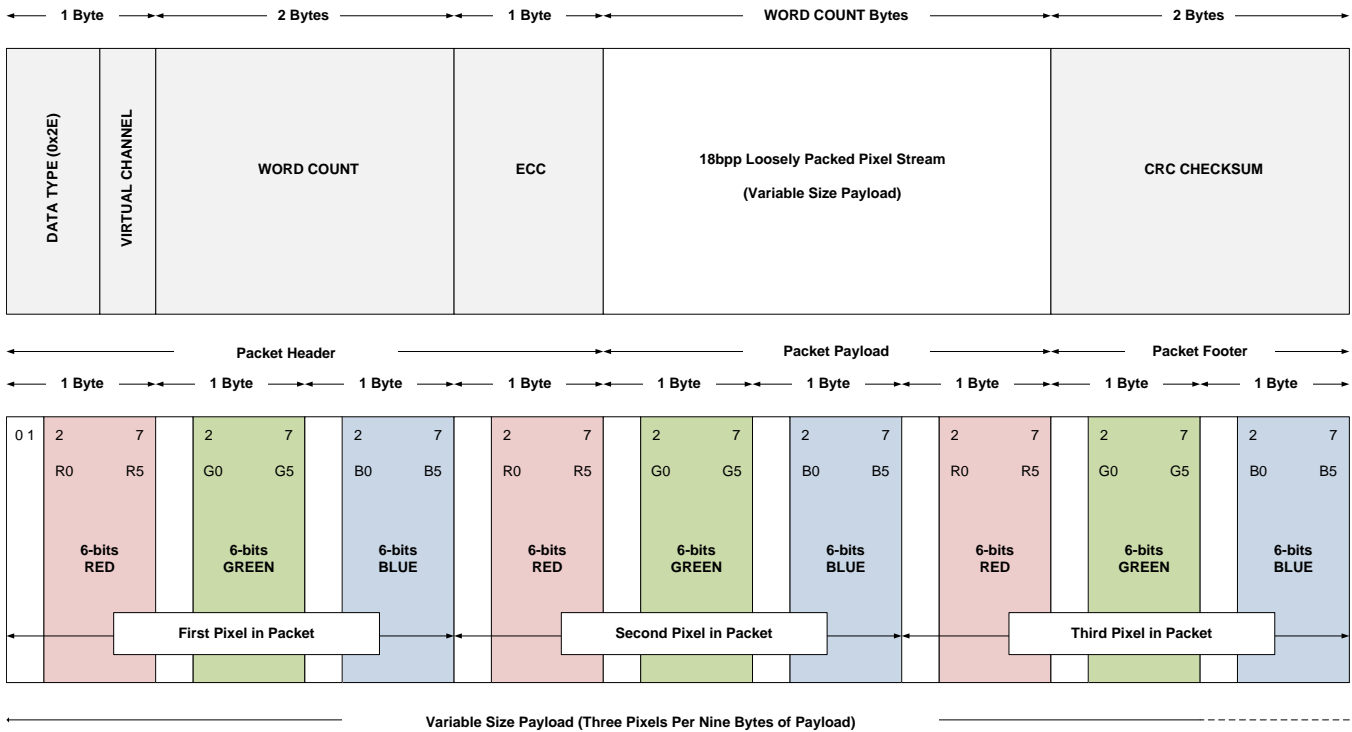 1 Byte 2 Bytes 1 Byte WORD COUNT Bytes 2 Bytes
DATA TYPE (0x2E)
VIRTUAL CHANNEL
WORD COUNT
ECC
18bpp Loosely Packed Pixel Stream
(Variable Size Payload)
CRC CHECKSUM
Packet Header Packet Payload Packet Footer
1 Byte 1 Byte 1 Byte 1 Byte 1 Byte 1 Byte 1 Byte 1 Byte 1 Byte
0 1 2 7 2 7 2 7 2 7 2 7 2 7 2 7 2 7 2 7
R0 R5 G0 G5 B0 B5 R0 R5 G0 G5 B0 B5 R0 R5 G0 G5 B0 B5
6-bits 6-bits 6-bits 6-bits 6-bits 6-bits 6-bits 6-bits 6-bits
RED GREEN BLUE RED GREEN BLUE RED GREEN BLUE
First Pixel in Packet Second Pixel in Packet Third Pixel in Packet
Variable Size Payload (Three Pixels Per Nine Bytes of Payload)